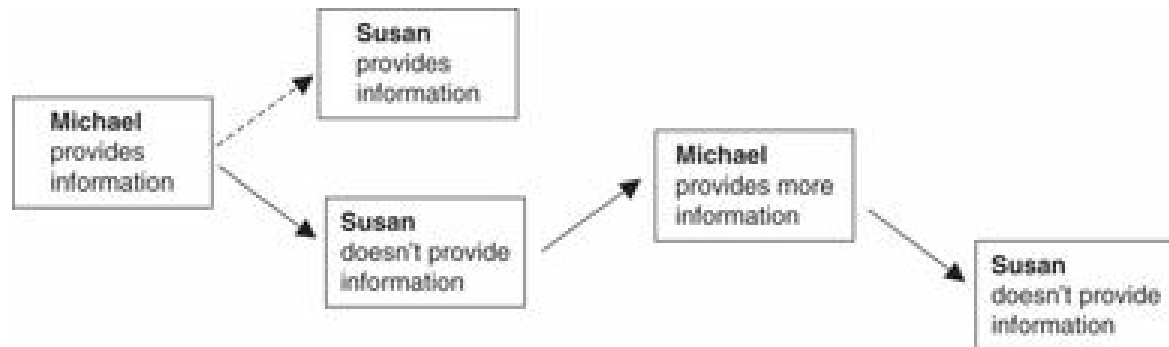 Michael
provides
information
Susan
provides
information
Susan
doesn't provide
information
Michael
provides more
information
Susan
doesn't provide
information